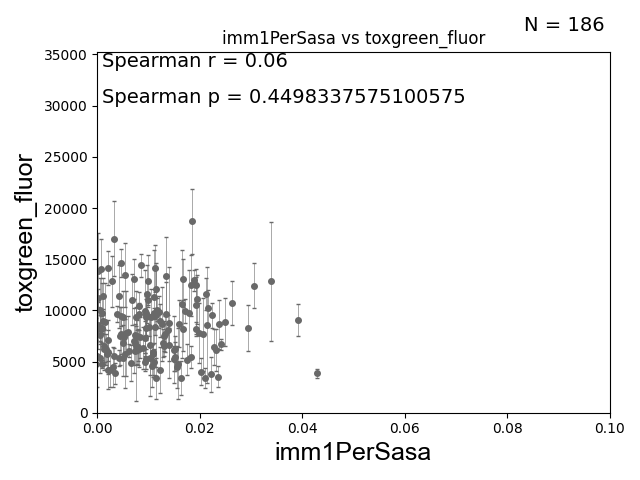 N = 186
imm1PerSasa vs toxgreen_fluor
Spearman r = 0.06
Spearman p = 0.4498337575100575
35000
30000
25000
20000
15000
10000
5000
0
toxgreen_fluor
0.00 0.02 0.04 0.06 0.08 0.10
imm1PerSasa